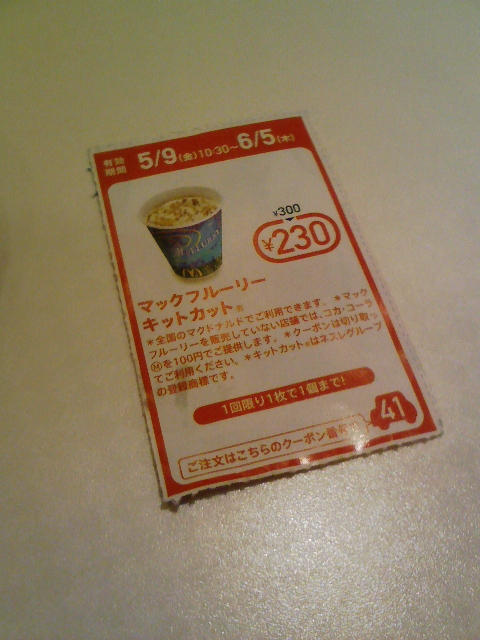 有効期間 5/9(金)10:30~6/5(木)
¥300
¥230
マックフルーリー
キットカット®
*全国のマクドナルドでご利用できます。*マック
フルーリーを販売していない店舗では、コカ・コーラ
Ⓜを100円でご提供します。*クーポンは切り取っ
てご利用ください。*キットカット®はネスレグループ
の登録商標です。
1回限り1枚で1個まで!
ご注文はこちらのクーポン番号で
41